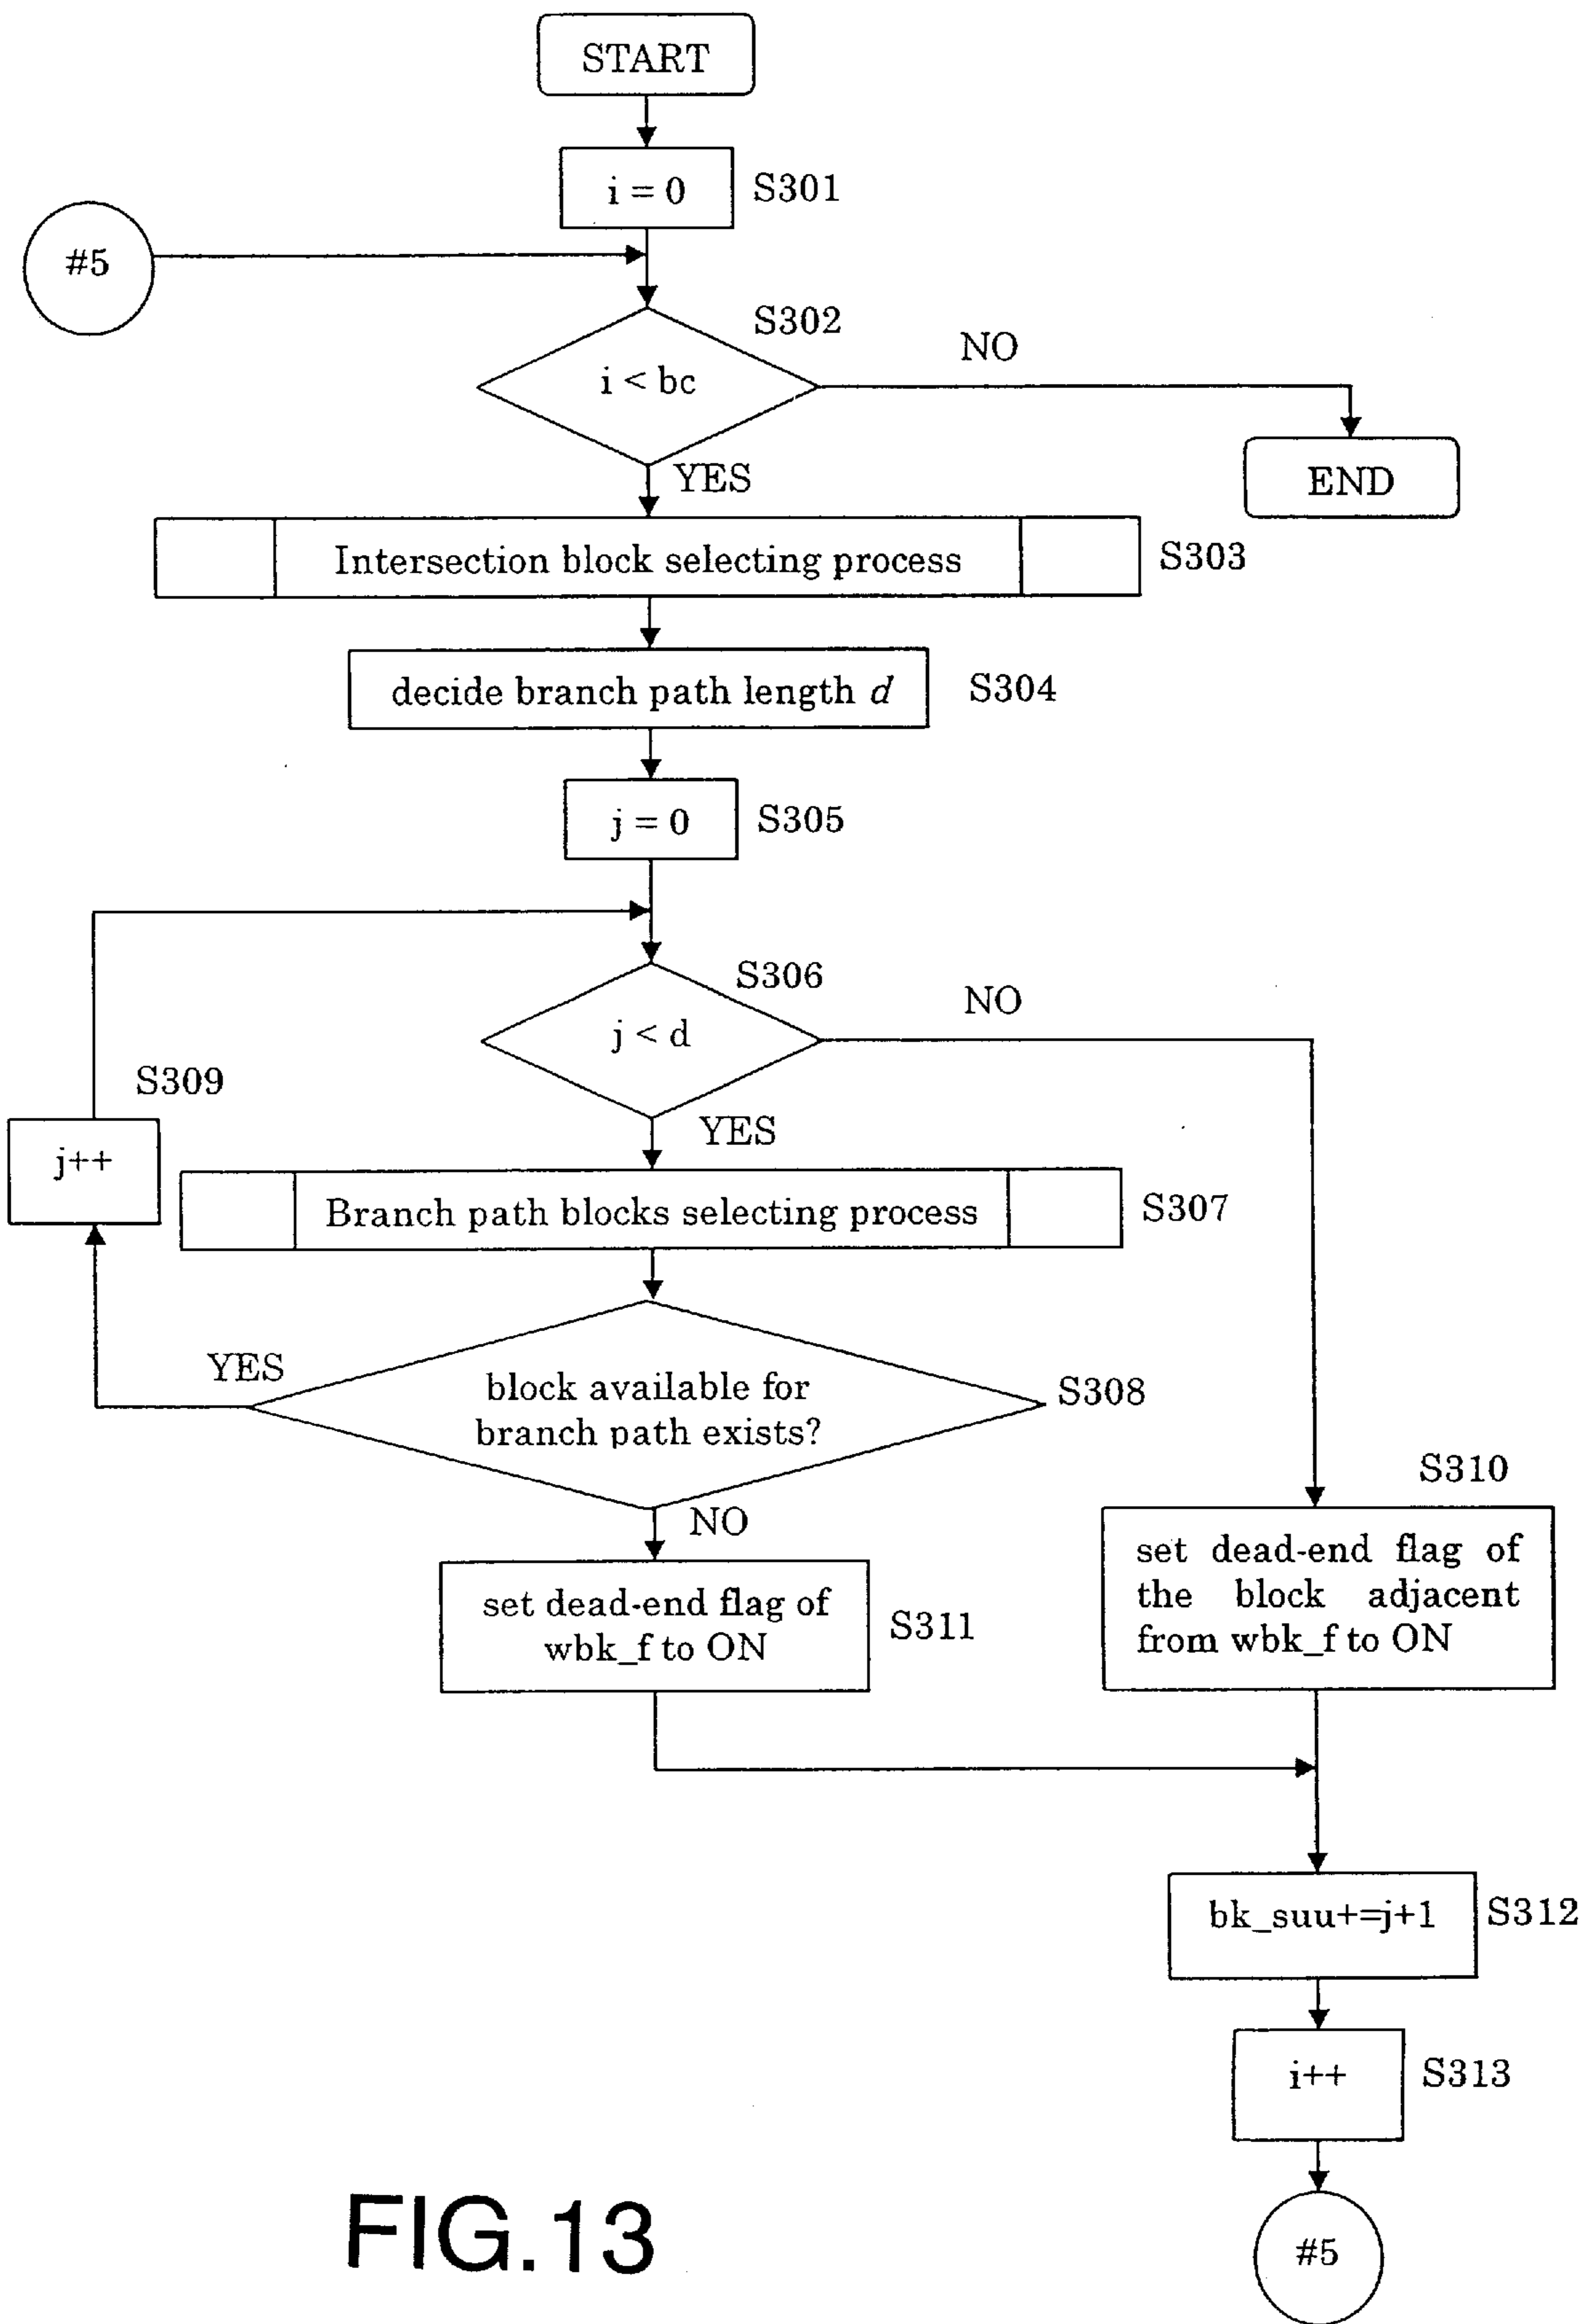 START
i = 0
S301
#5
S302
i < bc
NO
END
YES
Intersection block selecting process
S303
decide branch path length d
S304
j = 0
S305
S306
j < d
NO
S309
j++
YES
Branch path blocks selecting process
S307
YES
block available for
branch path exists?
S308
NO
S310
set dead-end flag of
wbk_f to ON
S311
set dead-end flag of
the block adjacent
from wbk_f to ON
bk_suu+=j+1
S312
i++
S313
#5
FIG.13